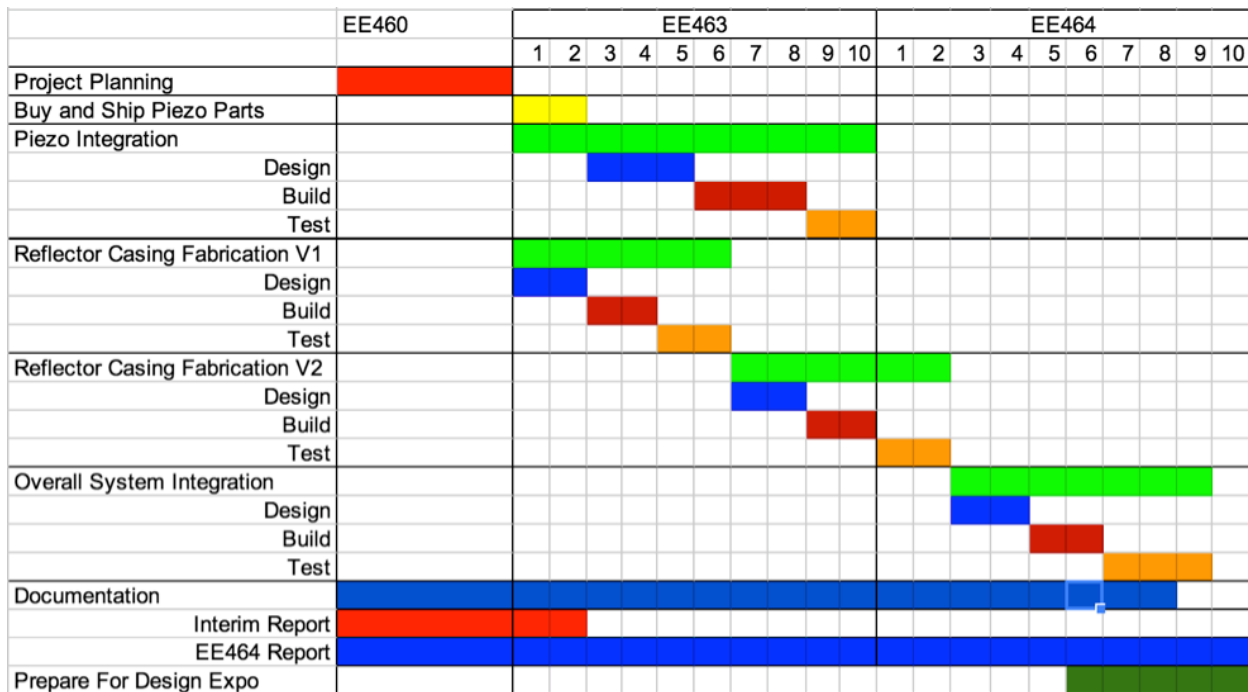 EE460 EE463 EE464
1 2 3 4 5 6 7 8 9 10 1 2 3 4 5 6 7 8 9 10
Project Planning
Buy and Ship Piezo Parts
Piezo Integration
Design
Build
Test
Reflector Casing Fabrication V1
Design
Build
Test
Reflector Casing Fabrication V2
Design
Build
Test
Overall System Integration
Design
Build
Test
Documentation
Interim Report
EE464 Report
Prepare For Design Expo